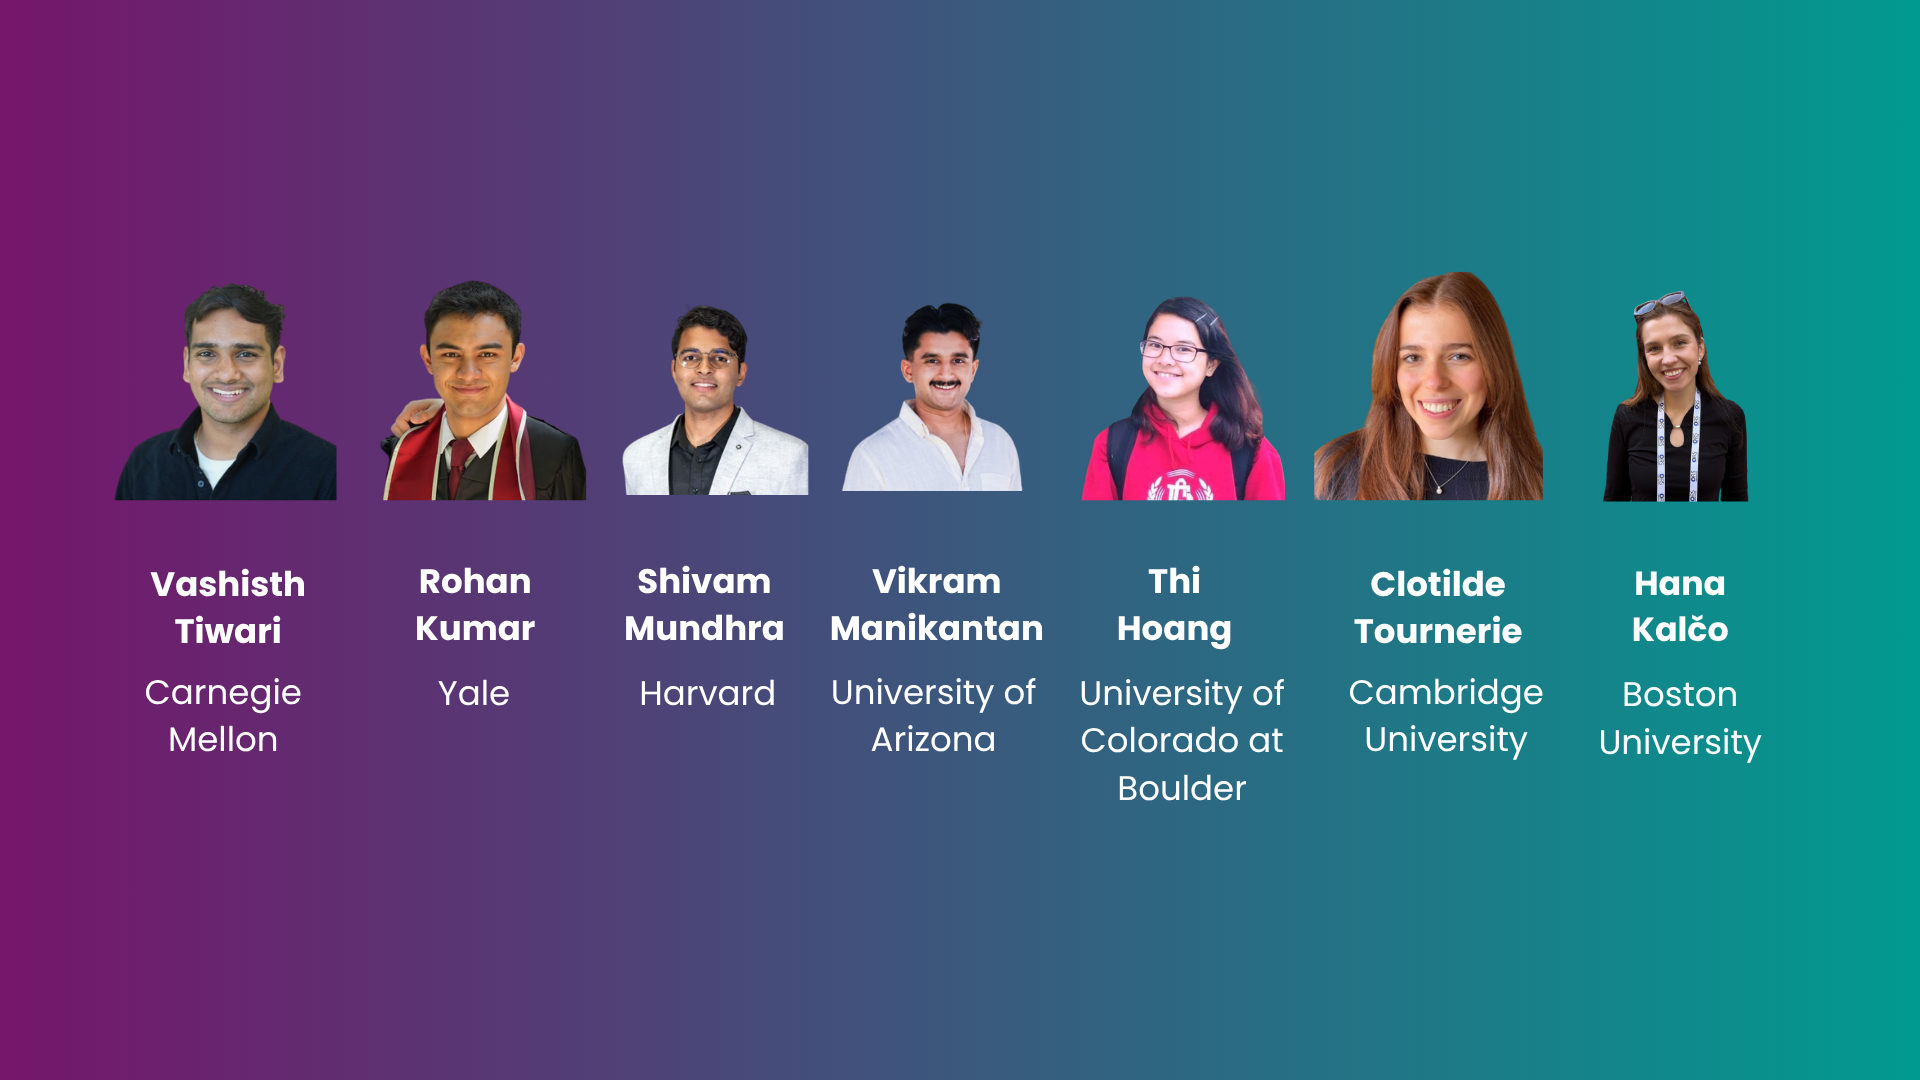 Vashisth
Tiwari
Carnegie
Mellon
Rohan
Kumar
Yale
Shivam
Mundhra
Harvard
Vikram
Manikantan
University of
Arizona
Thi
Hoang
University of
Colorado at
Boulder
Clotilde
Tournerie
Cambridge
University
Hana
Kalčo
Boston
University